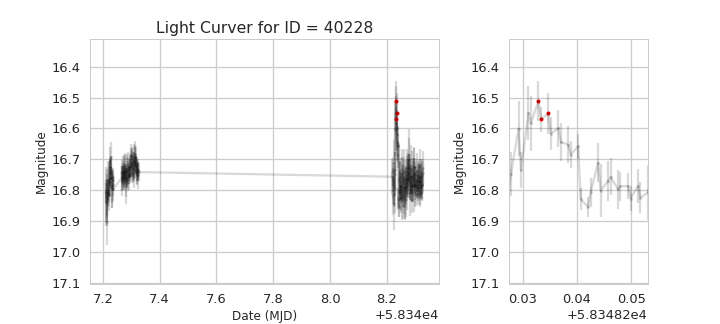 Light Curver for ID = 40228
16.4
16.5
16.6
16.7
16.8
16.9
17.0
17.1
Magnitude
7.2 7.4 7.6 7.8 8.0 8.2
Date (MJD)
+5.834e4
16.4
16.5
16.6
16.7
16.8
16.9
17.0
17.1
Magnitude
0.03 0.04 0.05
+5.83482e4